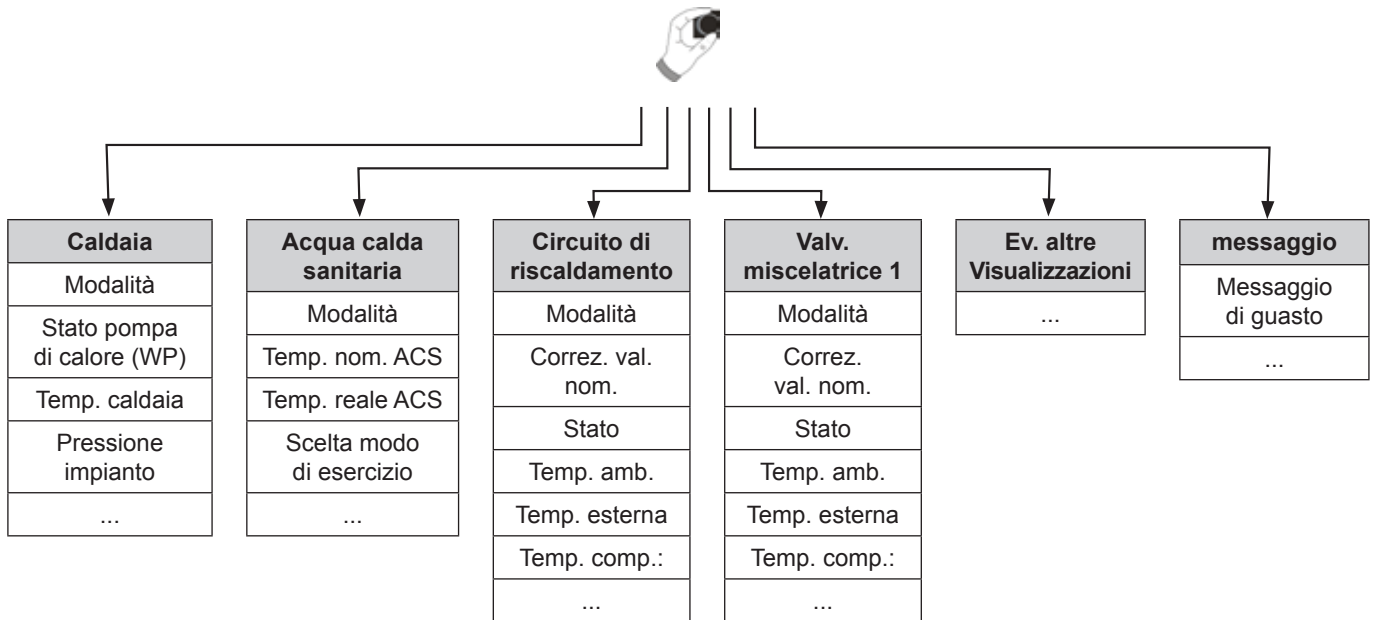 Caldaia
Modalità
Stato pompa
di calore (WP)
Temp. caldaia
Pressione
impianto
...
Acqua calda
sanitaria
Modalità
Temp. nom. ACS
Temp. reale ACS
Scelta modo
di esercizio
...
Circuito di
riscaldamento
Modalità
Correz. val.
nom.
Stato
Temp. amb.
Temp. esterna
Temp. comp.:
...
Valv.
miscelatrice 1
Modalità
Correz.
val. nom.
Stato
Temp. amb.
Temp. esterna
Temp. comp.:
...
Ev. altre
Visualizzazioni
...
messaggio
Messaggio
di guasto
...